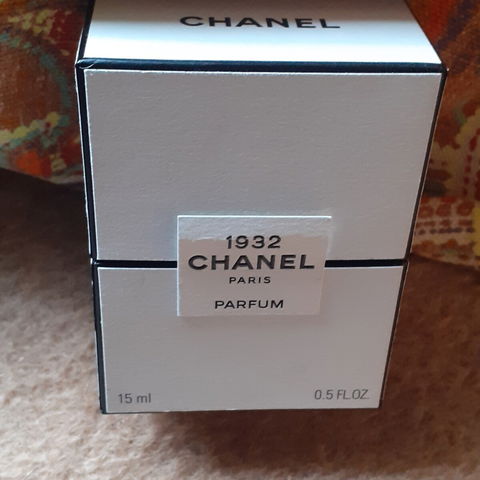 CHANEL
1932
CHANEL
PARIS
PARFUM
15 ml
0.5 FL.OZ.